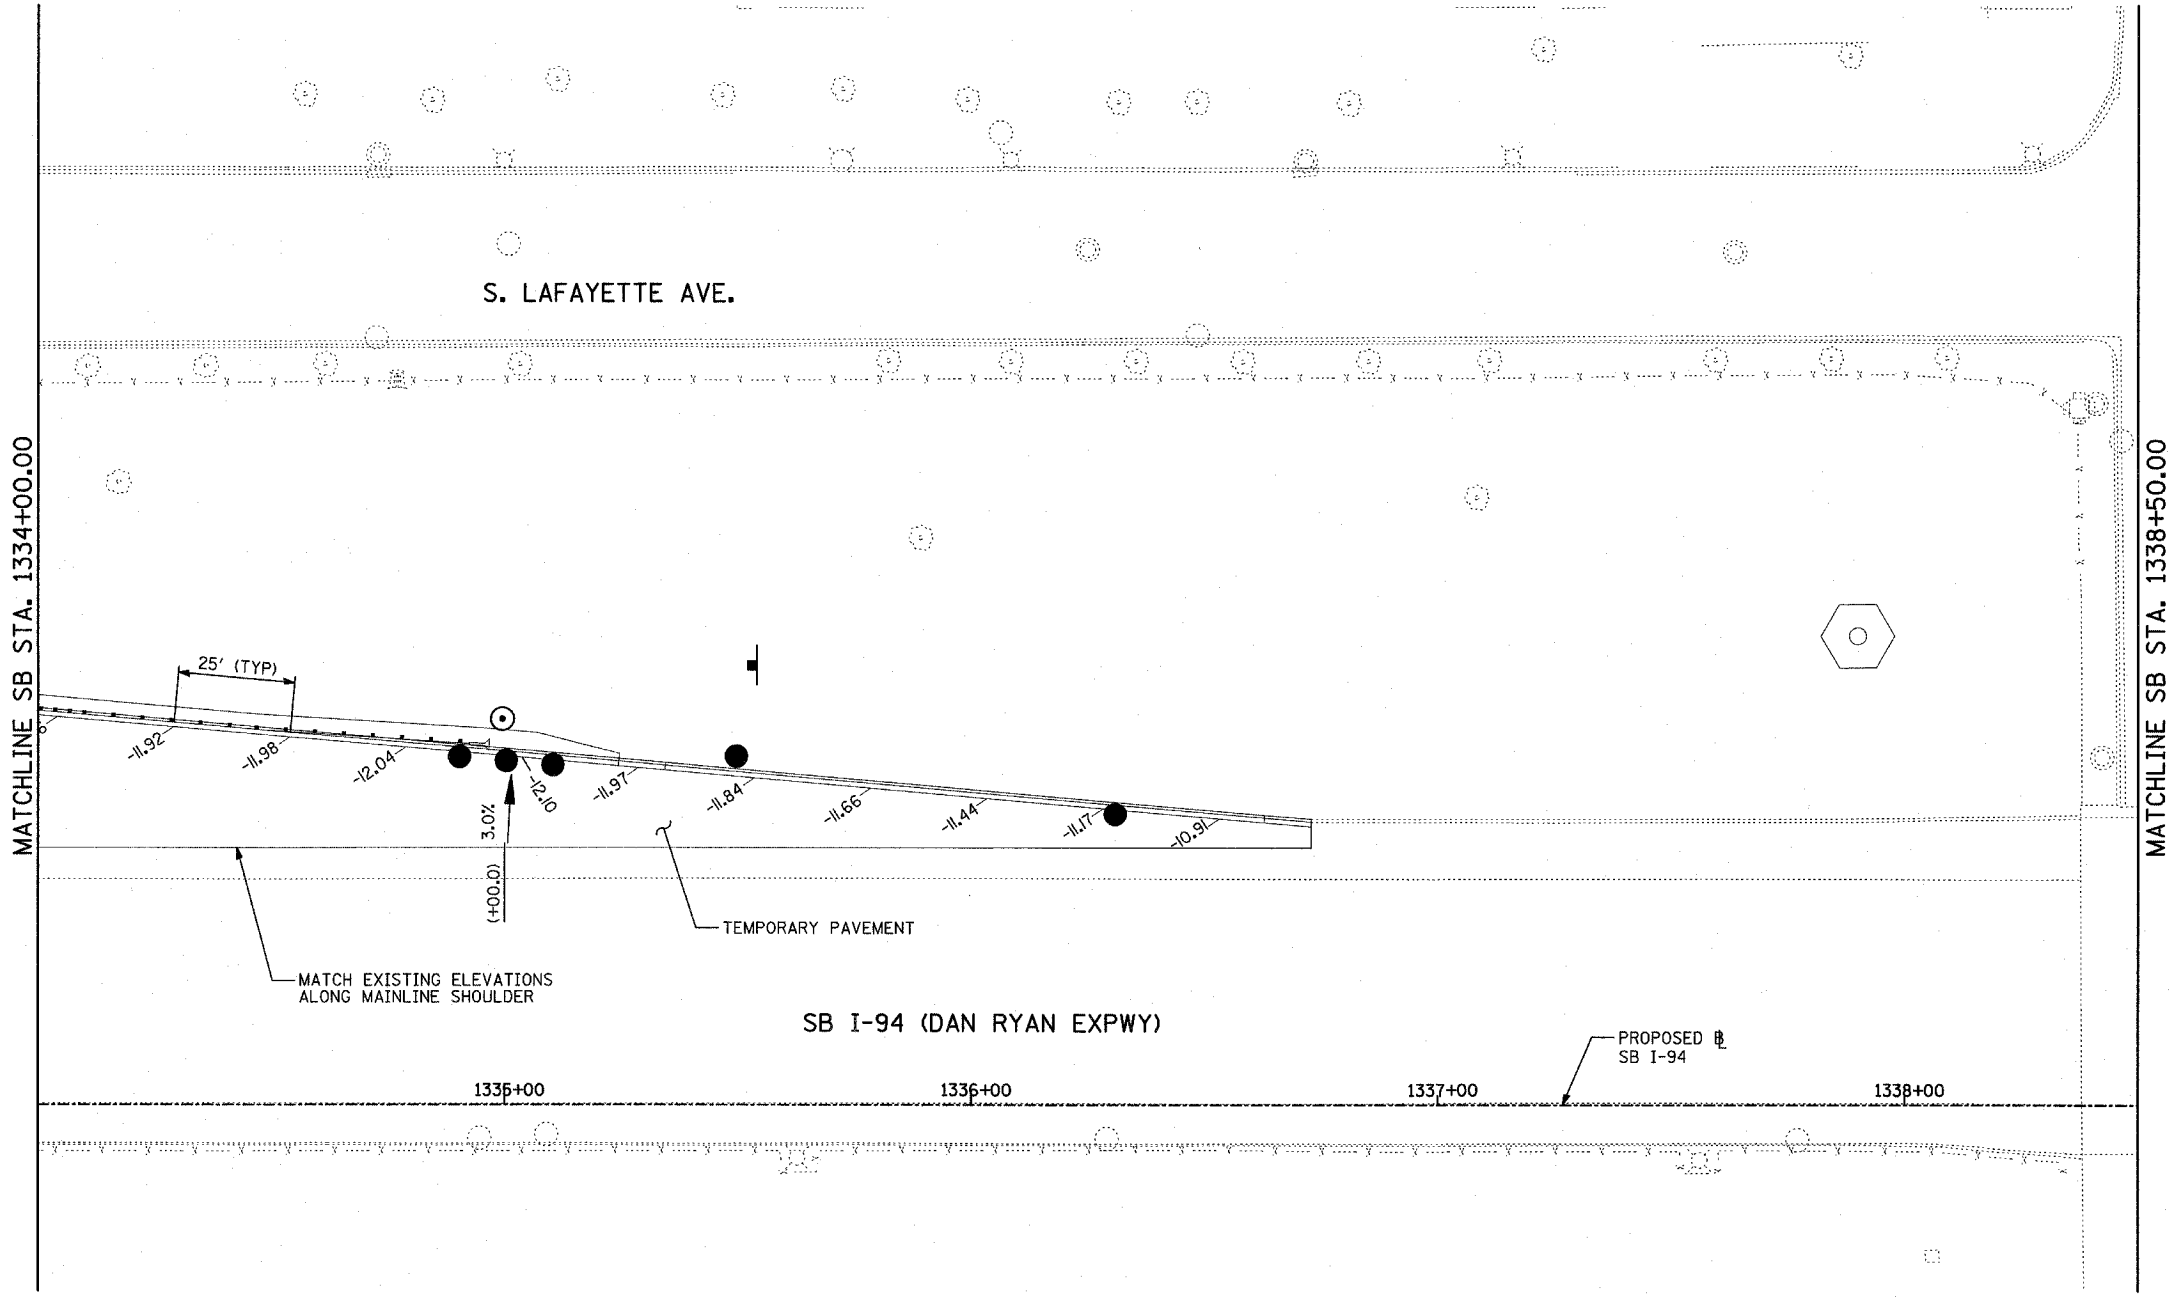 S. LAFAYETTE AVE.
MATCHLINE SB STA. 1334+00.00
MATCHLINE SB STA. 1338+50.00
25' (TYP)
-11.92
-11.98
-12.04
-12.10
-11.97
-11.84
-11.66
-11.44
-11.17
-10.91
(+00.0) 3.0%
TEMPORARY PAVEMENT
MATCH EXISTING ELEVATIONS
ALONG MAINLINE SHOULDER
SB I-94 (DAN RYAN EXPWY)
PROPOSED BL
SB I-94
1335+00
1336+00
1337+00
1338+00